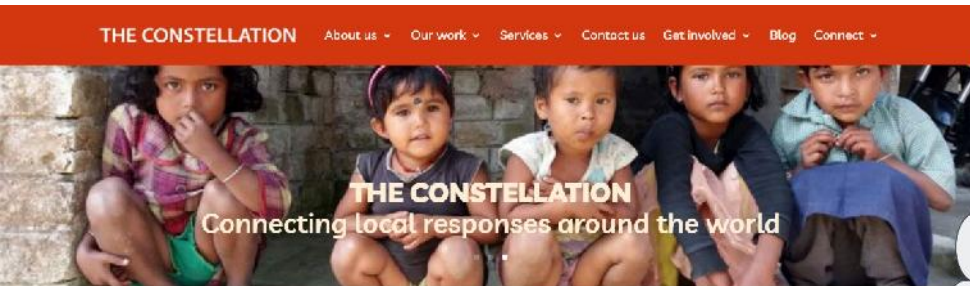 THE CONSTELLATION About us Our work Services Contact us Get involved Blog Connect
THE CONSTELLATION
Connecting local responses around the world